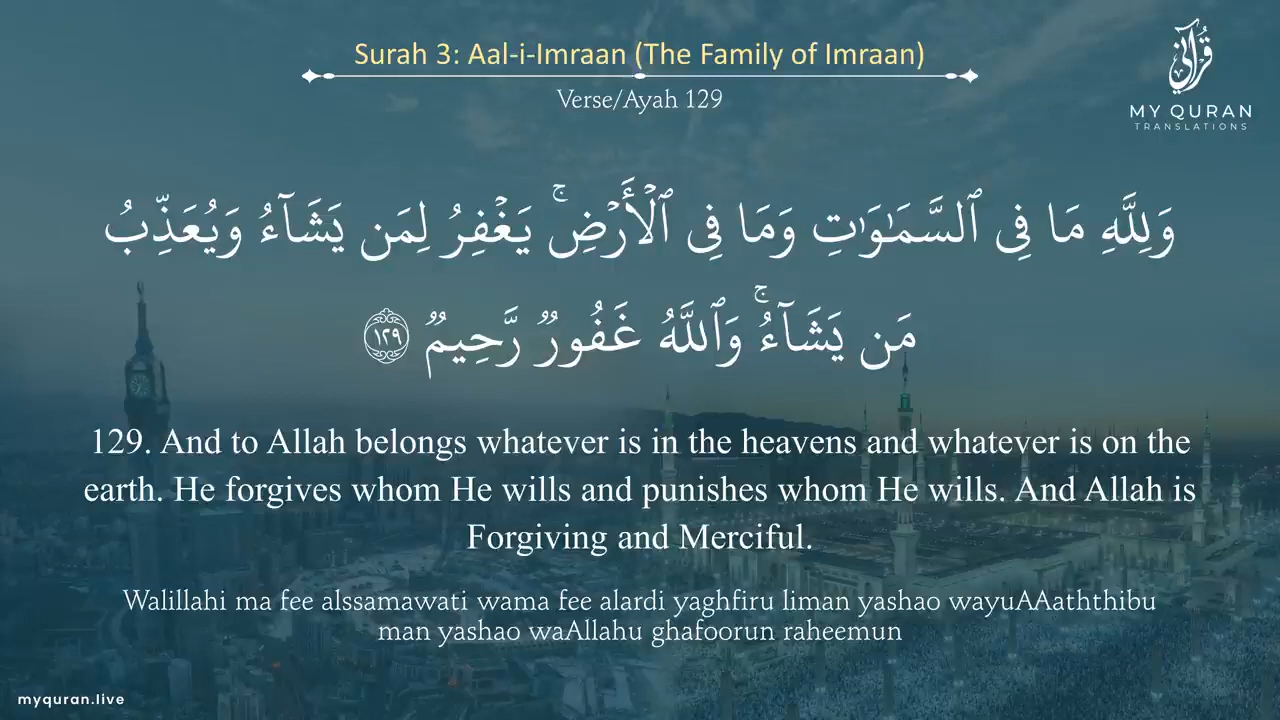 Surah 3: Aal-i-Imraan (The Family of Imraan)
Verse/Ayah 129
قرآني
MY QURAN
TRANSLATIONS
وَلِلَّهِ مَا فِى ٱلسَّمَـٰوَٰتِ وَمَا فِى ٱلْأَرْضِ ۚ يَغْفِرُ لِمَن يَشَآءُ وَيُعَذِّبُ
مَن يَشَآءُ ۚ وَٱللَّهُ غَفُورٌ رَّحِيمٌ ١٢٩
129. And to Allah belongs whatever is in the heavens and whatever is on the
earth. He forgives whom He wills and punishes whom He wills. And Allah is
Forgiving and Merciful.
Walillahi ma fee alssamawati wama fee alardi yaghfiru liman yashao wayuAAaththibu
man yashao waAllahu ghafoorun raheemun
myquran.live